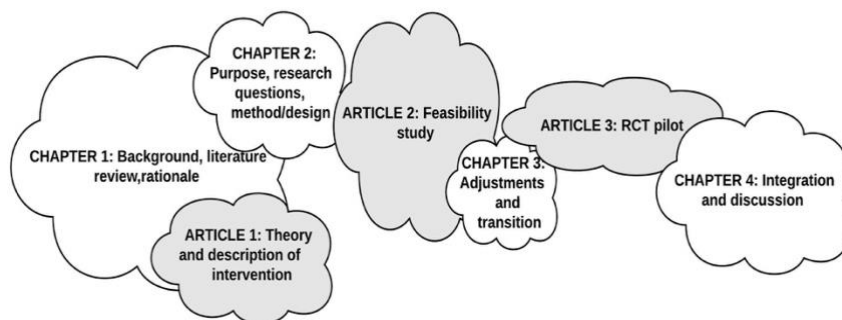 CHAPTER 1: Background, literature
review,rationale
CHAPTER 2:
Purpose, research
questions,
method/design
ARTICLE 1: Theory
and description of
intervention
ARTICLE 2: Feasibility
study
CHAPTER 3:
Adjustments
and
transition
ARTICLE 3: RCT pilot
CHAPTER 4: Integration
and discussion